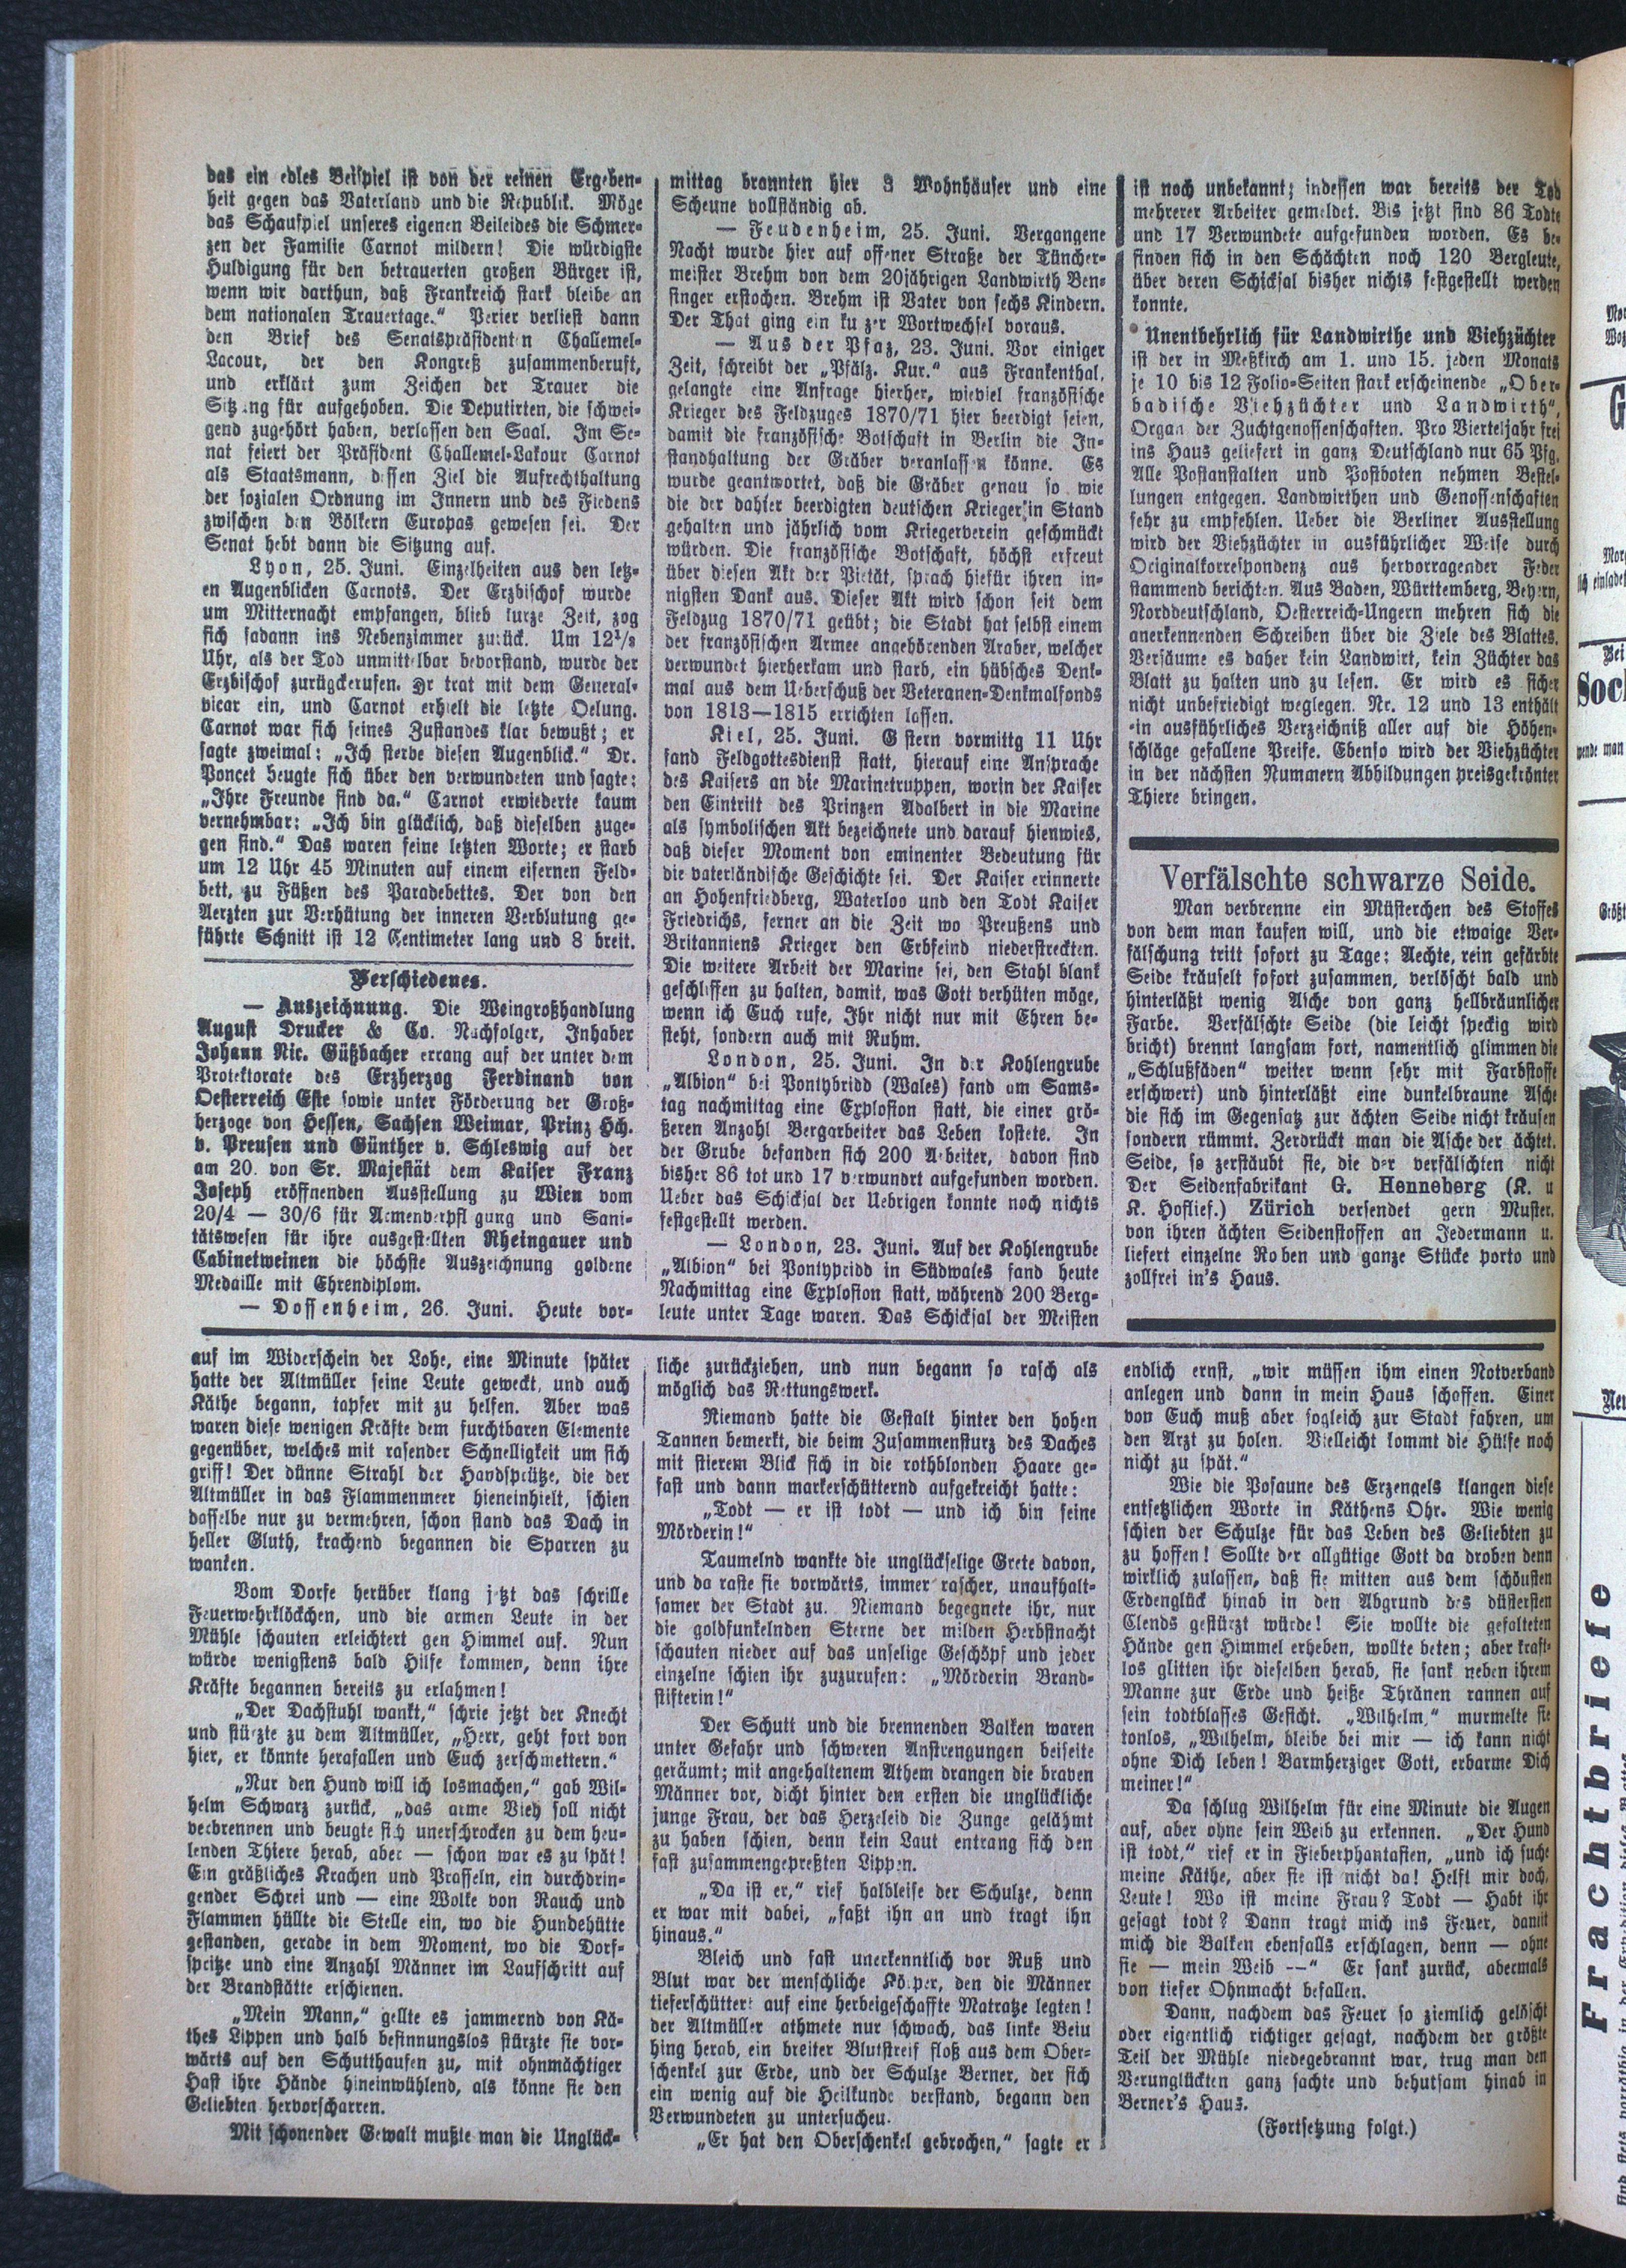 das ein edles Beispiel ist von der reinen Ergeben-
heit gegen das Vaterland und die Republik. Möge
das Schauspiel unseres eigenen Beileides die Schmer-
zen der Familie Carnot mildern! Die würdigste
Huldigung für den betrauerten großen Bürger ist,
wenn wir darthun, daß Frankreich stark bleibe an
dem nationalen Trauertage.“ Perier verliest dann
den Brief des Senatspräsidenten Challemel-
Lacour, der den Kongreß zusammenberuft,
und erklärt zum Zeichen der Trauer die
Sitzung für aufgehoben. Die Deputirten, die schwei-
gend zugehört haben, verlassen den Saal. Im Se-
nat feiert der Präsident Challemel-Lakour Carnot
als Staatsmann, dessen Ziel die Aufrechthaltung
der sozialen Ordnung im Innern und des Fiedens
zwischen den Völkern Europas gewesen sei. Der
Senat hebt dann die Sitzung auf.
Lyon, 25. Juni. Einzelheiten aus den letz-
en Augenblicken Carnots. Der Erzbischof wurde
um Mitternacht empfangen, blieb kurze Zeit, zog
sich sadann ins Nebenzimmer zurück. Um 12½
Uhr, als der Tod unmittelbar bevorstand, wurde der
Erzbischof zurügckerufen. Hr trat mit dem General-
vicar ein, und Carnot erhielt die letzte Oelung.
Carnot war sich seines Zustandes klar bewußt; er
sagte zweimal: „Ich sterbe diesen Augenblick.“ Dr.
Poncet beugte sich über den verwundeten und sagte:
„Ihre Freunde sind da.“ Carnot erwiederte kaum
vernehmbar: „Ich bin glücklich, daß dieselben zuge-
gen sind.“ Das waren seine letzten Worte; er starb
um 12 Uhr 45 Minuten auf einem eisernen Feld-
bett, zu Füßen des Paradebettes. Der von den
Aerzten zur Verhütung der inneren Verblutung ge-
führte Schnitt ist 12 Centimeter lang und 8 breit.
Verschiedenes.
— Auszeichnung. Die Weingroßhandlung
August Drucker & Co. Nachfolger, Inhaber
Johann Nic. Güßbacher errang auf der unter dem
Protektorate des Erzherzog Ferdinand von
Oesterreich Este sowie unter Förderung der Groß-
herzoge von Hessen, Sachsen Weimar, Prinz Hch.
v. Preusen und Günther v. Schleswig auf der
am 20. von Sr. Majestät dem Kaiser Franz
Joseph eröffnenden Ausstellung zu Wien vom
20/4 — 30/6 für Armenverpflegung und Sani-
tätswesen für ihre ausgestellten Rheingauer und
Cabinetweinen die höchste Auszeichnung goldene
Medaille mit Ehrendiplom.
— Dossenheim, 26. Juni. Heute vor-
mittag brannten hier 3 Wohnhäuser und eine
Scheune vollständig ab.
— Feudenheim, 25. Juni. Vergangene
Nacht wurde hier auf offener Straße der Tüncher-
meister Brehm von dem 20jährigen Landwirth Ben-
singer erstochen. Brehm ist Vater von sechs Kindern.
Der That ging ein kuzer Wortwechsel voraus.
— Aus der Pfaz, 23. Juni. Vor einiger
Zeit, schreibt der „Pfälz. Kur.“ aus Frankenthal,
gelangte eine Anfrage hierher, wieviel französische
Krieger des Feldzuges 1870/71 hier beerdigt seien,
damit die französische Botschaft in Berlin die In-
standhaltung der Gräber veranlassen könne. Es
wurde geantwortet, daß die Gräber genau so wie
die der dahier beerdigten deutschen Krieger in Stand
gehalten und jährlich vom Kriegerverein geschmückt
würden. Die französische Botschaft, höchst erfreut
über diesen Akt der Pietät, sprach hiefür ihren in-
nigsten Dank aus. Dieser Akt wird schon seit dem
Feldzug 1870/71 geübt; die Stadt hat selbst einem
der französischen Armee angehörenden Araber, welcher
verwundet hierherkam und starb, ein hübsches Denk-
mal aus dem Ueberschuß der Veteranen-Denkmalfonds
von 1813—1815 errichten lassen.
Kiel, 25. Juni. Gestern vormittg 11 Uhr
fand Feldgottesdienst statt, hierauf eine Ansprache
des Kaisers an die Marinetruppen, worin der Kaiser
den Eintritt des Prinzen Adalbert in die Marine
als symbolischen Akt bezeichnete und darauf hienwies,
daß dieser Moment von eminenter Bedeutung für
die vaterländische Geschichte sei. Der Kaiser erinnerte
an Hohenfriedberg, Waterloo und den Todt Kaiser
Friedrichs, ferner an die Zeit wo Preußens und
Britanniens Krieger den Erbfeind niederstreckten.
Die weitere Arbeit der Marine sei, den Stahl blank
geschliffen zu halten, damit, was Gott verhüten möge,
wenn ich Euch rufe, Ihr nicht nur mit Ehren be-
steht, sondern auch mit Ruhm.
London, 25. Juni. In der Kohlengrube
„Albion“ bei Pontybridd (Wales) fand am Sams-
tag nachmittag eine Explosion statt, die einer grö-
ßeren Anzahl Bergarbeiter das Leben kostete. In
der Grube befanden sich 200 Arbeiter, davon sind
bisher 86 tot und 17 verwundet aufgefunden worden.
Ueber das Schicksal der Uebrigen konnte noch nichts
festgestellt werden.
— London, 23. Juni. Auf der Kohlengrube
„Albion“ bei Pontypridd in Südwales fand heute
Nachmittag eine Explosion statt, während 200 Berg-
leute unter Tage waren. Das Schicksal der Meisten
ist noch unbekannt; indessen war bereits der Tod
mehrerer Arbeiter gemeldet. Bis jetzt sind 86 Todte
und 17 Verwundete aufgefunden worden. Es be-
finden sich in den Schächten noch 120 Bergleute,
über deren Schicksal bisher nichts festgestellt werden
konnte.
* Unentbehrlich für Landwirthe und Viehzüchter
ist der in Meßkirch am 1. und 15. jeden Monats
je 10 bis 12 Folio-Seiten stark erscheinende „Ober-
badische Viehzüchter und Landwirth“,
Organ der Zuchtgenossenschaften. Pro Vierteljahr frei
ins Haus geliefert in ganz Deutschland nur 65 Pfg.
Alle Postanstalten und Postboten nehmen Bestel-
lungen entgegen. Landwirthen und Genossenschaften
sehr zu empfehlen. Ueber die Berliner Ausstellung
wird der Viehzüchter in ausführlicher Weise durch
Originalkorrespondenz aus hervorragender Feder
stammend berichten. Aus Baden, Württemberg, Beyern,
Norddeutschland, Oesterreich-Ungern mehren sich die
anerkennenden Schreiben über die Ziele des Blattes.
Versäume es daher kein Landwirt, kein Züchter das
Blatt zu halten und zu lesen. Er wird es sicher
nicht unbefriedigt weglegen. Nr. 12 und 13 enthält
ein ausführliches Verzeichniß aller auf die Höhen-
schläge gefallene Preise. Ebenso wird der Viehzüchter
in der nächsten Nummern Abbildungen preisgekrönter
Thiere bringen.
Verfälschte schwarze Seide.
Man verbrenne ein Müsterchen des Stoffes
von dem man kaufen will, und die etwaige Ver-
fälschung tritt sofort zu Tage: Aechte, rein gefärbte
Seide kräuselt sofort zusammen, verlöscht bald und
hinterläßt wenig Asche von ganz hellbräunlicher
Farbe. Verfälschte Seide (die leicht speckig wird
bricht) brennt langsam fort, namentlich glimmen die
„Schlußfäden“ weiter wenn sehr mit Farbstoffe
erschwert) und hinterläßt eine dunkelbraune Asche
die sich im Gegensatz zur ächten Seide nicht kräusen
sondern rümmt. Zerdrückt man die Asche der ächtet.
Seide, so zerstäubt sie, die der verfälschten nicht
Der Seidenfabrikant G. Henneberg (K. u
K. Hoflief.) Zürich versendet gern Muster.
von ihren ächten Seidenstoffen an Jedermann u.
liefert einzelne Roben und ganze Stücke porto und
zollfrei in's Haus.
auf im Widerschein der Lohe, eine Minute später
hatte der Altmüller seine Leute geweckt, und auch
Käthe begann, tapfer mit zu helfen. Aber was
waren diese wenigen Kräfte dem furchtbaren Elemente
gegenüber, welches mit rasender Schnelligkeit um sich
griff! Der dünne Strahl der Handspritze, die der
Altmüller in das Flammenmeer hieneinhielt, schien
dasselbe nur zu vermehren, schon stand das Dach in
heller Gluth, krachend begannen die Sparren zu
wanken.
Vom Dorfe herüber klang jetzt das schrille
Feuerwehrklöckchen, und die armen Leute in der
Mühle schauten erleichtert gen Himmel auf. Nun
würde wenigstens bald Hilfe kommen, denn ihre
Kräfte begannen bereits zu erlahmen!
„Der Dachstuhl wankt,“ schrie jetzt der Knecht
und stürzte zu dem Altmüller, „Herr, geht fort von
hier, er könnte herafallen und Euch zerschmettern.“
„Nur den Hund will ich losmachen,“ gab Wil-
helm Schwarz zurück, „das arme Vieh soll nicht
verbrennen und beugte sich unerschrocken zu dem heu-
lenden Thiere herab, aber — schon war es zu spät!
Ein gräßliches Krachen und Prasseln, ein durchdrin-
gender Schrei und — eine Wolke von Rauch und
Flammen hüllte die Stelle ein, wo die Hundehütte
gestanden, gerade in dem Moment, wo die Dorf-
spritze und eine Anzahl Männer im Laufschritt auf
der Brandstätte erschienen.
„Mein Mann,“ gellte es jammernd von Kä-
thes Lippen und halb besinnungslos stürzte sie vor-
wärts auf den Schutthaufen zu, mit ohnmächtiger
Hast ihre Hände hineinwühlend, als könne sie den
Geliebten hervorscharren.
Mit schonender Gewalt mußte man die Unglück-
liche zurückziehen, und nun begann so rasch als
möglich das Rettungswerk.
Niemand hatte die Gestalt hinter den hohen
Tannen bemerkt, die beim Zusammensturz des Daches
mit stierem Blick sich in die rothblonden Haare ge-
fast und dann markerschütternd aufgekreicht hatte:
„Todt — er ist todt — und ich bin seine
Mörderin!“
Taumelnd wankte die unglückselige Grete davon,
und da raste sie vorwärts, immer rascher, unaufhalt-
samer der Stadt zu. Niemand begegnete ihr, nur
die goldfunkelnden Sterne der milden Herbstnacht
schauten nieder auf das unselige Geschöpf und jeder
einzelne schien ihr zuzurufen: „Mörderin Brand-
stifterin!“
Der Schutt und die brennenden Balken waren
unter Gefahr und schweren Anstrengungen beiseite
geräumt; mit angehaltenem Athem drangen die braven
Männer vor, dicht hinter den ersten die unglückliche
junge Frau, der das Herzeleid die Zunge gelähmt
zu haben schien, denn kein Laut entrang sich den
fast zusammengepreßten Lippen.
„Da ist er,“ rief halbleise der Schulze, denn
er war mit dabei, „faßt ihn an und tragt ihn
hinaus.“
Bleich und fast unerkenntlich vor Ruß und
Blut war der menschliche Körper, den die Männer
tieferschüttert auf eine herbeigeschaffte Matratze legten!
der Altmüller athmete nur schwach, das linke Beiu
hing herab, ein breiter Blutstreif floß aus dem Ober-
schenkel zur Erde, und der Schulze Berner, der sich
ein wenig auf die Heilkunde verstand, begann den
Verwundeten zu untersucheu.
„Er hat den Oberschenkel gebrochen,“ sagte er
endlich ernst, „wir müssen ihm einen Notverband
anlegen und dann in mein Haus schaffen. Einer
von Euch muß aber sogleich zur Stadt fahren, um
den Arzt zu holen. Vielleicht kommt die Hülfe noch
nicht zu spät.“
Wie die Posaune des Erzengels klangen diese
entsetzlichen Worte in Käthens Ohr. Wie wenig
schien der Schulze für das Leben des Geliebten zu
zu hoffen! Sollte der allgütige Gott da droben denn
wirklich zulassen, daß sie mitten aus dem schönsten
Erdenglück hinab in den Abgrund des düstersten
Elends gestürzt würde! Sie wollte die gefalteten
Hände gen Himmel erheben, wollte beten; aber kraft-
los glitten ihr dieselben herab, sie sank neben ihrem
Manne zur Erde und heiße Thränen rannen auf
sein todtblasses Gesicht. „Wilhelm,“ murmelte sie
tonlos, „Wilhelm, bleibe bei mir — ich kann nicht
ohne Dich leben! Barmherziger Gott, erbarme Dich
meiner!“
Da schlug Wilhelm für eine Minute die Augen
auf, aber ohne sein Weib zu erkennen. „Der Hund
ist todt,“ rief er in Fieberphantasien, „und ich suche
meine Käthe, aber sie ist nicht da! Helft mir doch,
Leute! Wo ist meine Frau? Todt — Habt ihr
gesagt todt? Dann tragt mich ins Feuer, damit
mich die Balken ebenfalls erschlagen, denn — ohne
sie — mein Weib --“ Er sank zurück, abermals
von tiefer Ohnmacht befallen.
Dann, nachdem das Feuer so ziemlich gelöscht
oder eigentlich richtiger gesagt, nachdem der größte
Teil der Mühle niedegebrannt war, trug man den
Verunglückten ganz sachte und behutsam hinab in
Berner's Haus.
(Fortsetzung folgt.)
Frachtbriefe